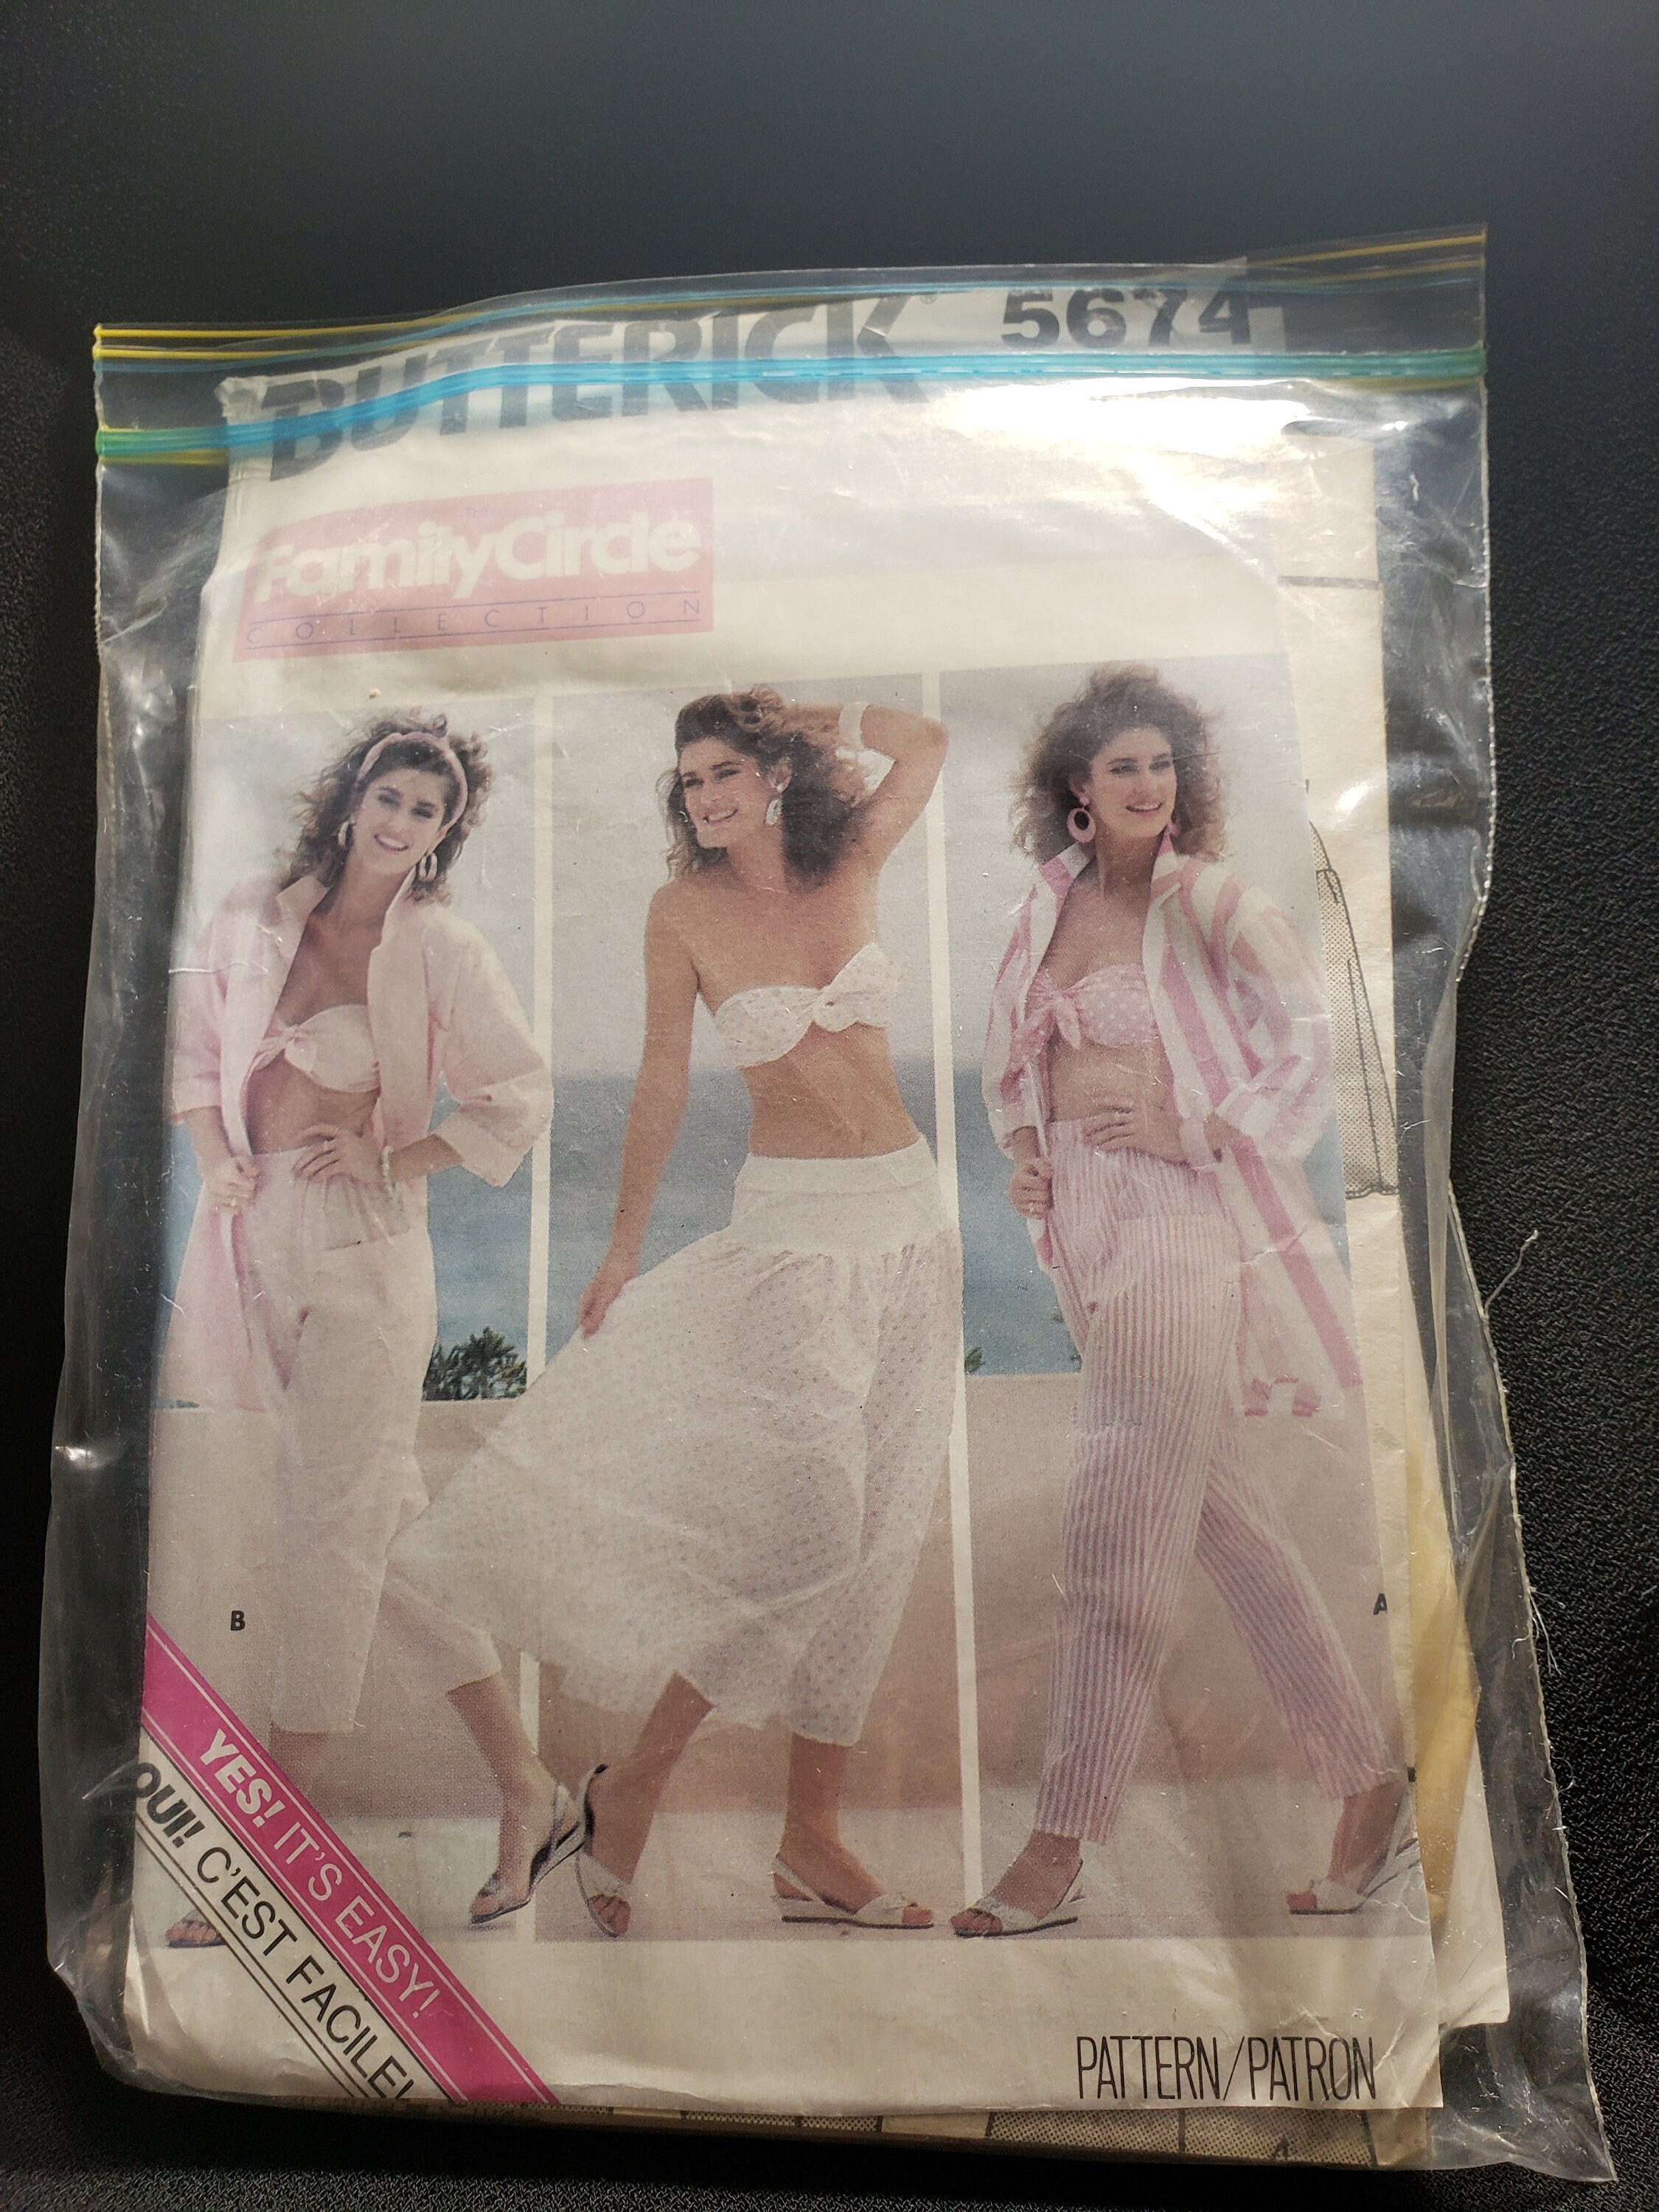 BUTTERICK® 5674
FamilyCircle
COLLECTION
B
A
YES! IT'S EASY!
OUI! C'EST FACILE!
PATTERN/PATRON